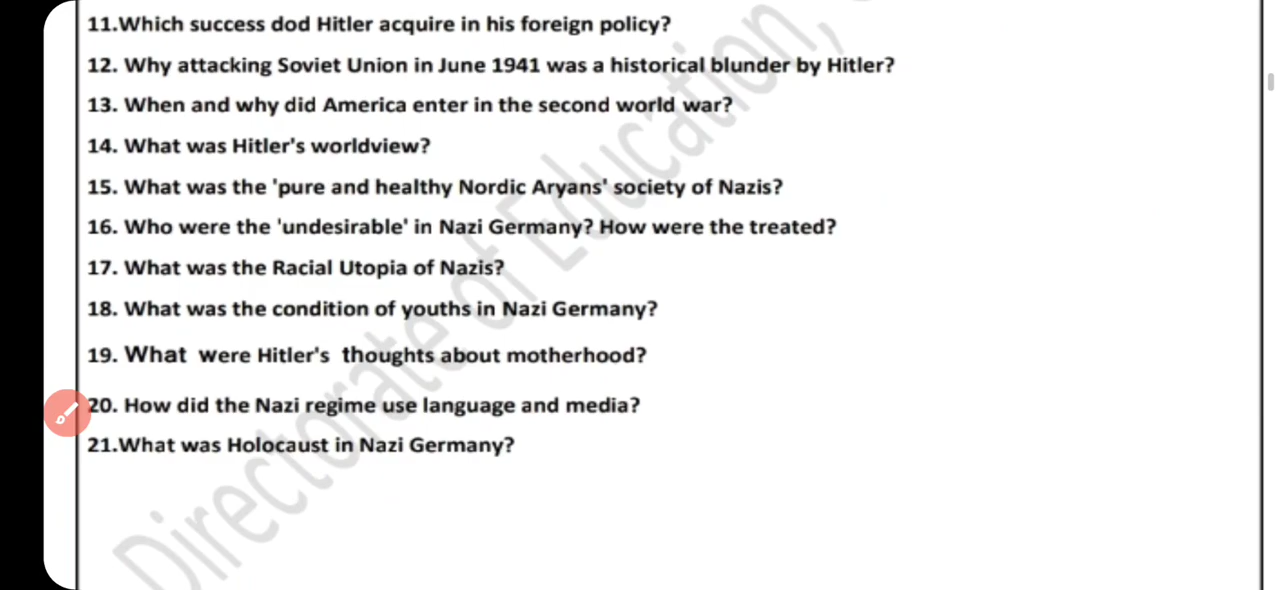 11.Which success dod Hitler acquire in his foreign policy?
12. Why attacking Soviet Union in June 1941 was a historical blunder by Hitler?
13. When and why did America enter in the second world war?
14. What was Hitler's worldview?
15. What was the 'pure and healthy Nordic Aryans' society of Nazis?
16. Who were the 'undesirable' in Nazi Germany? How were the treated?
17. What was the Racial Utopia of Nazis?
18. What was the condition of youths in Nazi Germany?
19. What were Hitler's thoughts about motherhood?
20. How did the Nazi regime use language and media?
21.What was Holocaust in Nazi Germany?
Directorate of Education,